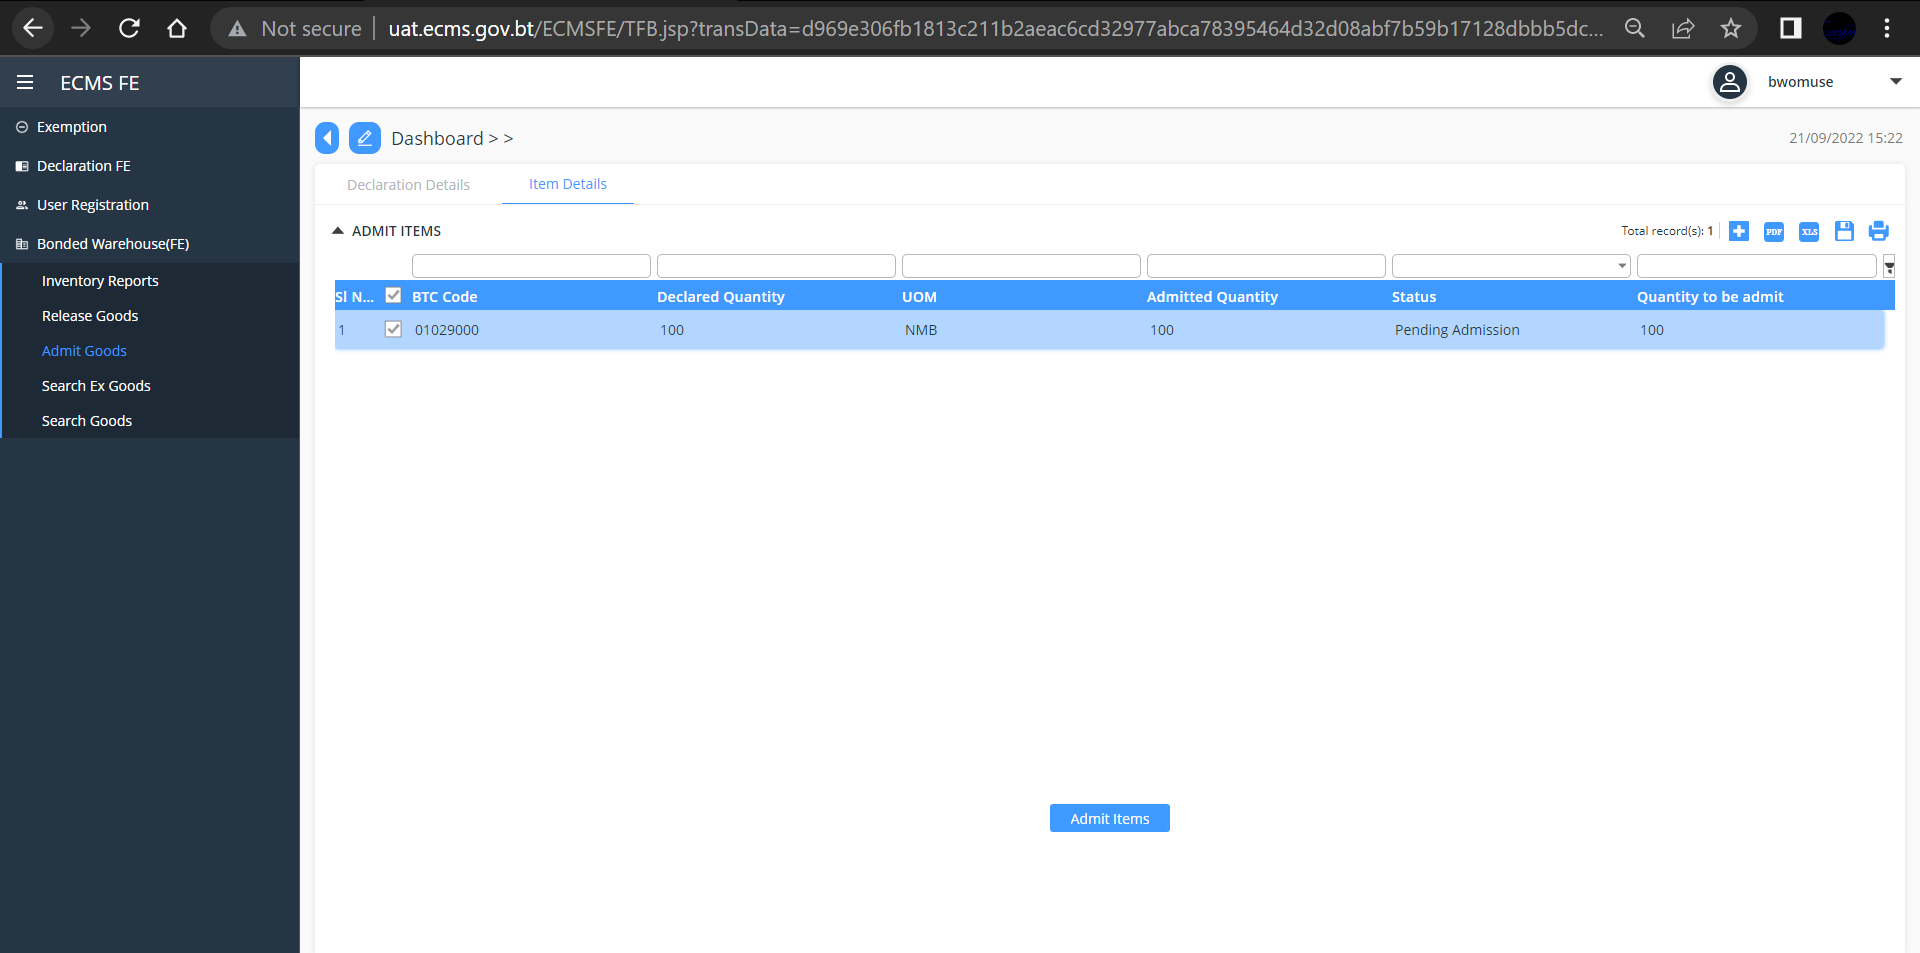 Not secure | uat.ecms.gov.bt/ECMSFE/TFB.jsp?transData=d969e306fb1813c211b2aeac6cd32977abca78395464d32d08abf7b59b17128dbbb5dc...
ECMS FE
bwomuse
Exemption
Declaration FE
User Registration
Bonded Warehouse(FE)
Inventory Reports
Release Goods
Admit Goods
Search Ex Goods
Search Goods
Dashboard > >
21/09/2022 15:22
Declaration Details Item Details
ADMIT ITEMS
Total record(s): 1 PDF XLS
Sl N... BTC Code Declared Quantity UOM Admitted Quantity Status Quantity to be admit
1 01029000 100 NMB 100 Pending Admission 100
Admit Items